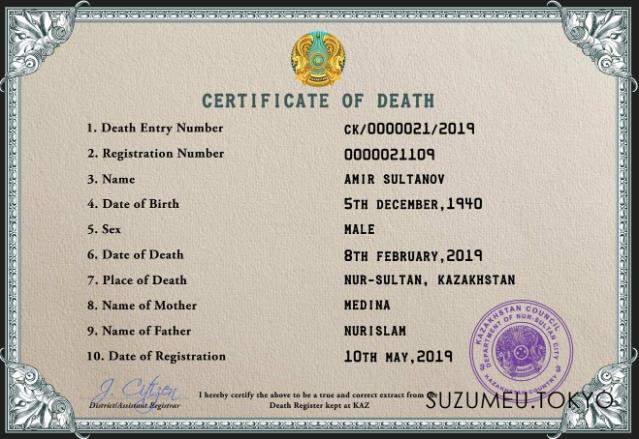 CERTIFICATE OF DEATH
1. Death Entry Number CK/0000021/2019
2. Registration Number 0000021109
3. Name AMIR SULTANOV
4. Date of Birth 5TH DECEMBER,1940
5. Sex MALE
6. Date of Death 8TH FEBRUARY,2019
7. Place of Death NUR-SULTAN, KAZAKHSTAN
8. Name of Mother MEDINA
9. Name of Father NURISLAM
10. Date of Registration 10TH MAY,2019
KAZAKHSTAN COUNCIL
DEPARTMENT OF NUR-SULTAN CITY
J. Citizen
District/Assistant Registrar
I hereby certify the above to be a true and correct extract from
Death Register kept at KAZ
SUZUMEU.TOKYO